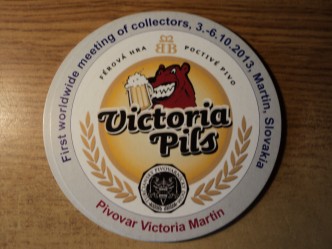 First worldwide meeting of collectors, 3.-6.10.2013, Martin, Slovakia
FÉROVÁ HRA
POCTIVÉ PIVO
BB
Victoria
Pils
Pivovar Victoria Martin